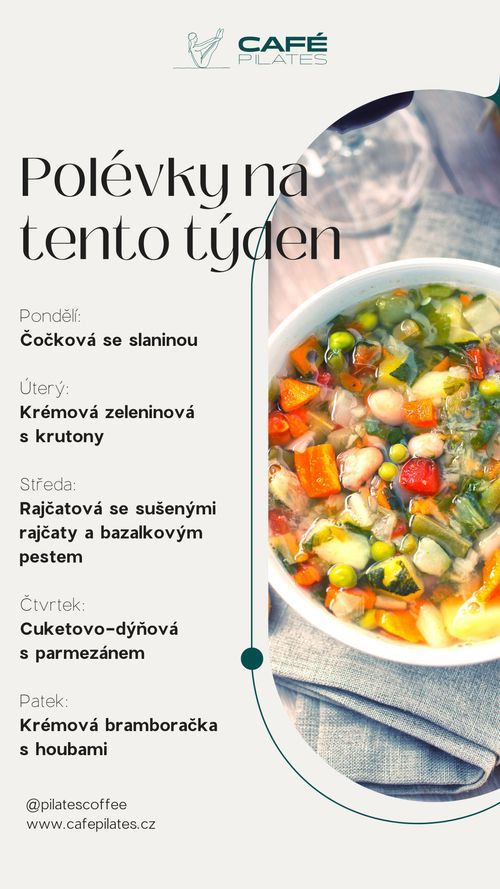 CAFÉ
PILATES
Polévky na
tento týden
Pondělí:
Čočková se slaninou
Úterý:
Krémová zeleninová
s krutony
Středa:
Rajčatová se sušenými
rajčaty a bazalkovým
pestem
Čtvrtek:
Cuketovo-dýňová
s parmezánem
Patek:
Krémová bramboračka
s houbami
@pilatescoffee
www.cafepilates.cz